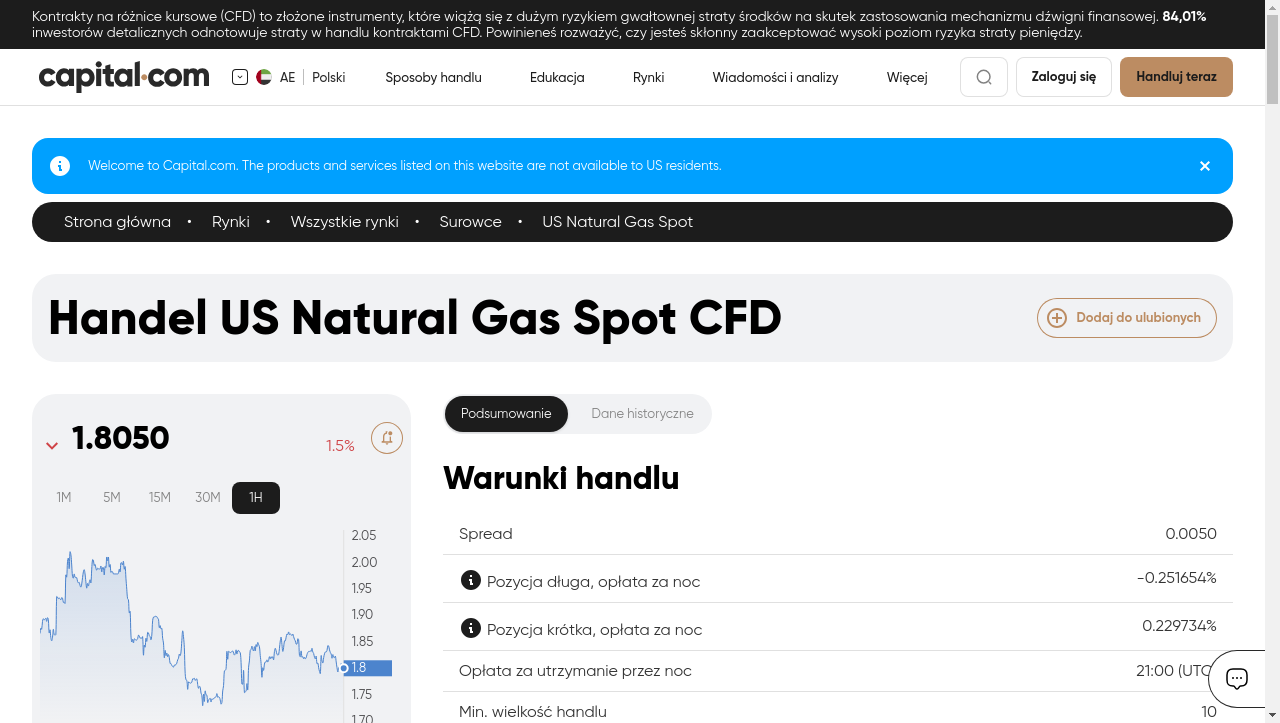 Kontrakty na różnice kursowe (CFD) to złożone instrumenty, które wiążą się z dużym ryzykiem gwałtownej straty środków na skutek zastosowania mechanizmu dźwigni finansowej. 84,01%
inwestorów detalicznych odnotowuje straty w handlu kontraktami CFD. Powinieneś rozważyć, czy jesteś skłonny zaakceptować wysoki poziom ryzyka straty pieniędzy.
capital.com AE Polski Sposoby handlu Edukacja Rynki Wiadomości i analizy Więcej Zaloguj się Handluj teraz
Welcome to Capital.com. The products and services listed on this website are not available to US residents.
Strona główna • Rynki • Wszystkie rynki • Surowce • US Natural Gas Spot
Handel US Natural Gas Spot CFD
Dodaj do ulubionych
1.8050 1.5%
1M 5M 15M 30M 1H
2.05
2.00
1.95
1.90
1.85
1.8
1.75
1.70
Podsumowanie Dane historyczne
Warunki handlu
Spread 0.0050
Pozycja długa, opłata za noc -0.251654%
Pozycja krótka, opłata za noc 0.229734%
Opłata za utrzymanie przez noc 21:00 (UTC
Min. wielkość handlu 10